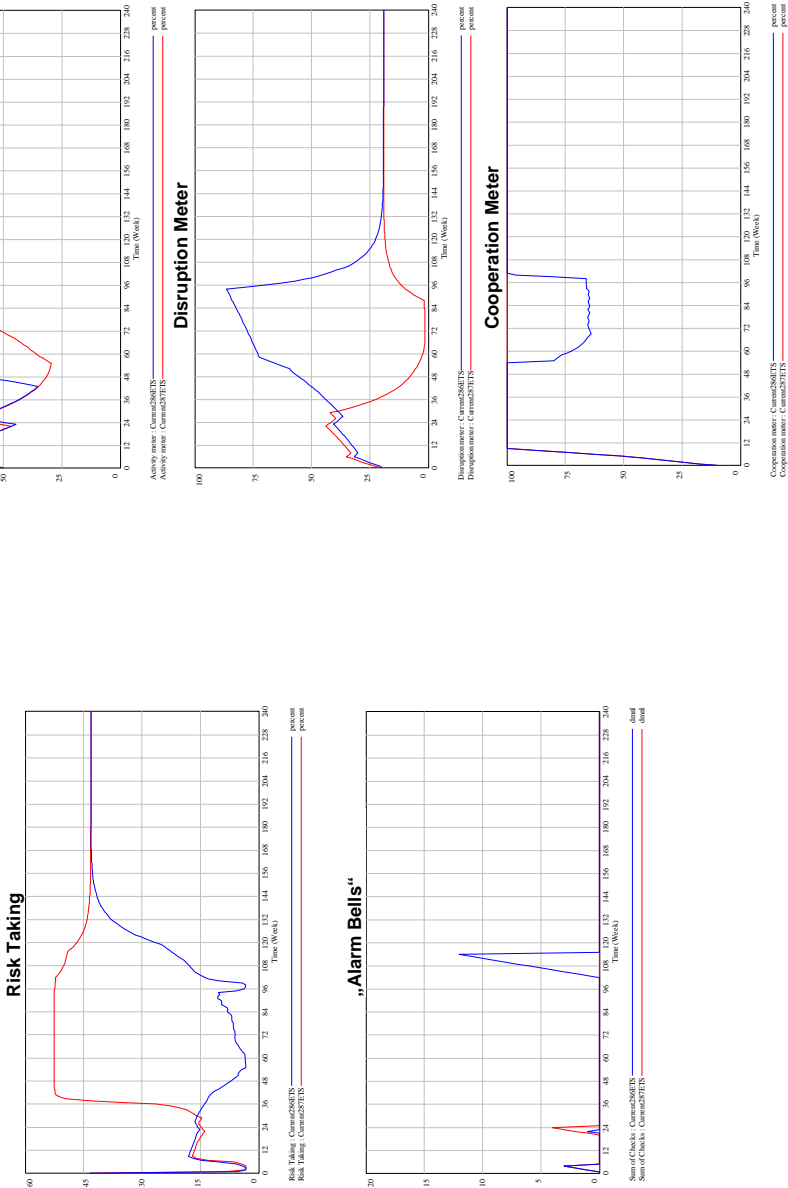 Risk Taking
60
45
30
15
0
0 12 24 36 48 60 72 84 96 108 120 132 144 156 168 180 192 204 216 228 240
Time (Week)
Risk Taking : Current286ETS percent
Risk Taking : Current287ETS percent
„Alarm Bells“
20
15
10
5
0
0 12 24 36 48 60 72 84 96 108 120 132 144 156 168 180 192 204 216 228 240
Time (Week)
Sum of Checks : Current286ETS dmnl
Sum of Checks : Current287ETS dmnl
50
25
0
0 12 24 36 48 60 72 84 96 108 120 132 144 156 168 180 192 204 216 228 240
Time (Week)
Activity meter : Current286ETS percent
Activity meter : Current287ETS percent
Disruption Meter
100
75
50
25
0
0 12 24 36 48 60 72 84 96 108 120 132 144 156 168 180 192 204 216 228 240
Time (Week)
Disruption meter : Current286ETS percent
Disruption meter : Current287ETS percent
Cooperation Meter
100
75
50
25
0
0 12 24 36 48 60 72 84 96 108 120 132 144 156 168 180 192 204 216 228 240
Time (Week)
Cooperation meter : Current286ETS percent
Cooperation meter : Current287ETS percent